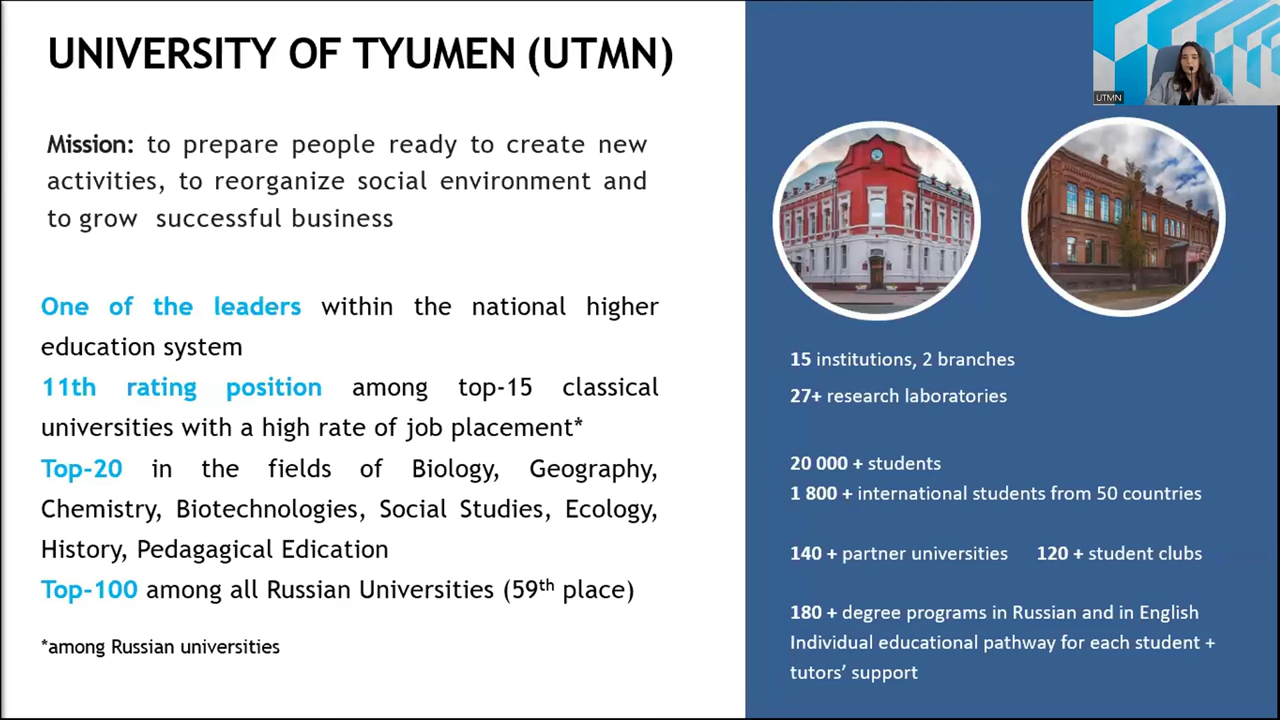 UNIVERSITY OF TYUMEN (UTMN)
Mission: to prepare people ready to create new
activities, to reorganize social environment and
to grow successful business
One of the leaders within the national higher
education system
11th rating position among top-15 classical
universities with a high rate of job placement*
Top-20 in the fields of Biology, Geography,
Chemistry, Biotechnologies, Social Studies, Ecology,
History, Pedagagical Edication
Top-100 among all Russian Universities (59th place)
*among Russian universities
UTMN
15 institutions, 2 branches
27+ research laboratories
20 000 + students
1 800 + international students from 50 countries
140 + partner universities 120 + student clubs
180 + degree programs in Russian and in English
Individual educational pathway for each student +
tutors’ support